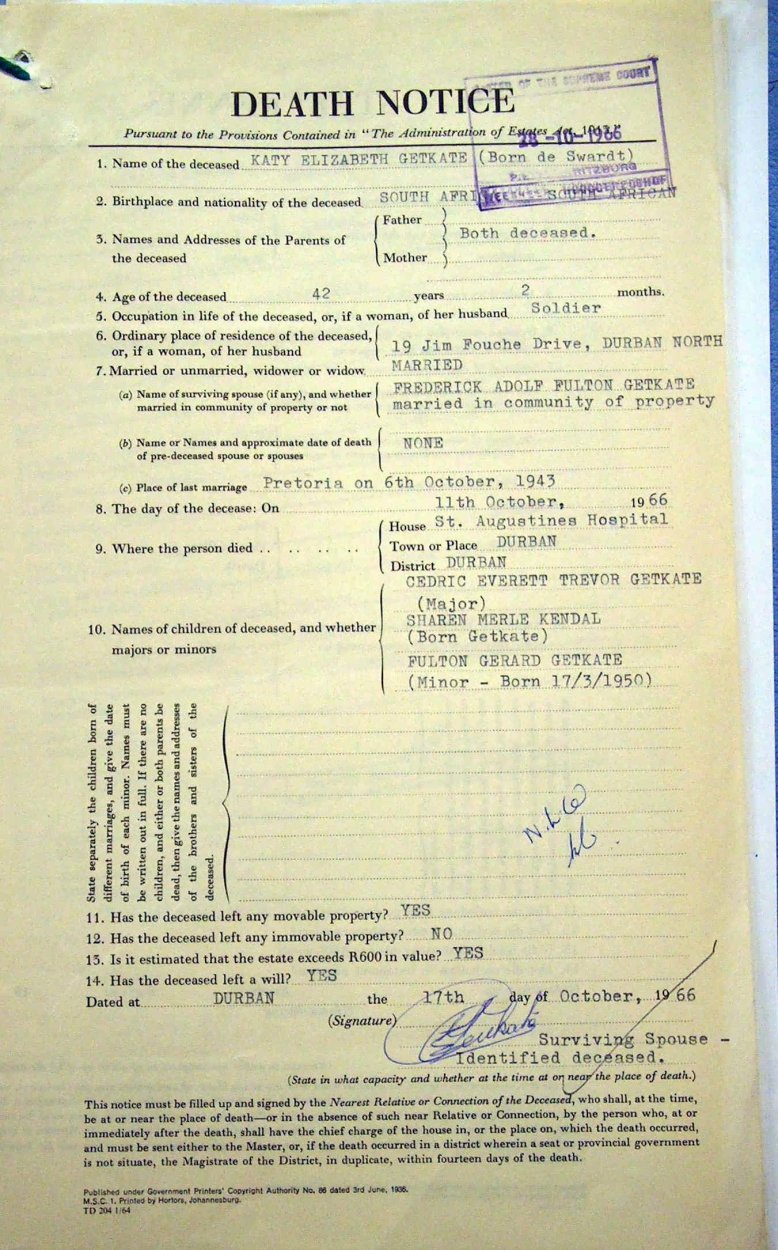 OF THE SUPREME COURT
DEATH NOTICE
Pursuant to the Provisions Contained in "The Administration of Estates Act, 1913."
28 -10- 1966
1. Name of the deceased KATY ELIZABETH GETKATE (Born de Swardt)
2. Birthplace and nationality of the deceased SOUTH AFRI SOUTH AFRICAN
Father
3. Names and Addresses of the Parents of Both deceased.
the deceased Mother
4. Age of the deceased 42 years 2 months.
5. Occupation in life of the deceased, or, if a woman, of her husband Soldier
6. Ordinary place of residence of the deceased,
or, if a woman, of her husband 19 Jim Fouche Drive, DURBAN NORTH
7. Married or unmarried, widower or widow MARRIED
(a) Name of surviving spouse (if any), and whether FREDERICK ADOLF FULTON GETKATE
married in community of property or not married in community of property
(b) Name or Names and approximate date of death NONE
of pre-deceased spouse or spouses
(c) Place of last marriage Pretoria on 6th October, 1943
8. The day of the decease: On 11th October, 1966
House St. Augustines Hospital
9. Where the person died .. .. .. .. Town or Place DURBAN
District DURBAN
CEDRIC EVERETT TREVOR GETKATE
(Major)
10. Names of children of deceased, and whether SHAREN MERLE KENDAL
(Born Getkate)
majors or minors
FULTON GERARD GETKATE
(Minor - Born 17/3/1950)
State separately the children born of
different marriages, and give the date
of birth of each minor. Names must
be written out in full. If there are no
children, and either or both parents be
dead, then give the names and addresses
of the brothers and sisters of the
deceased.
11. Has the deceased left any movable property? YES
12. Has the deceased left any immovable property? NO
13. Is it estimated that the estate exceeds R600 in value? YES
14. Has the deceased left a will? YES
Dated at DURBAN the 17th day of October, 1966
(Signature)
Surviving Spouse -
Identified deceased.
(State in what capacity and whether at the time at or near the place of death.)
This notice must be filled up and signed by the Nearest Relative or Connection of the Deceased, who shall, at the time,
be at or near the place of death—or in the absence of such near Relative or Connection, by the person who, at or
immediately after the death, shall have the chief charge of the house in, or the place on, which the death occurred,
and must be sent either to the Master, or, if the death occurred in a district wherein a seat or provincial government
is not situate, the Magistrate of the District, in duplicate, within fourteen days of the death.
Published under Government Printers' Copyright Authority No. 86 dated 3rd June, 1936.
M.S.C. 1. Printed by Hortors, Johannesburg.
TD 204 1/64